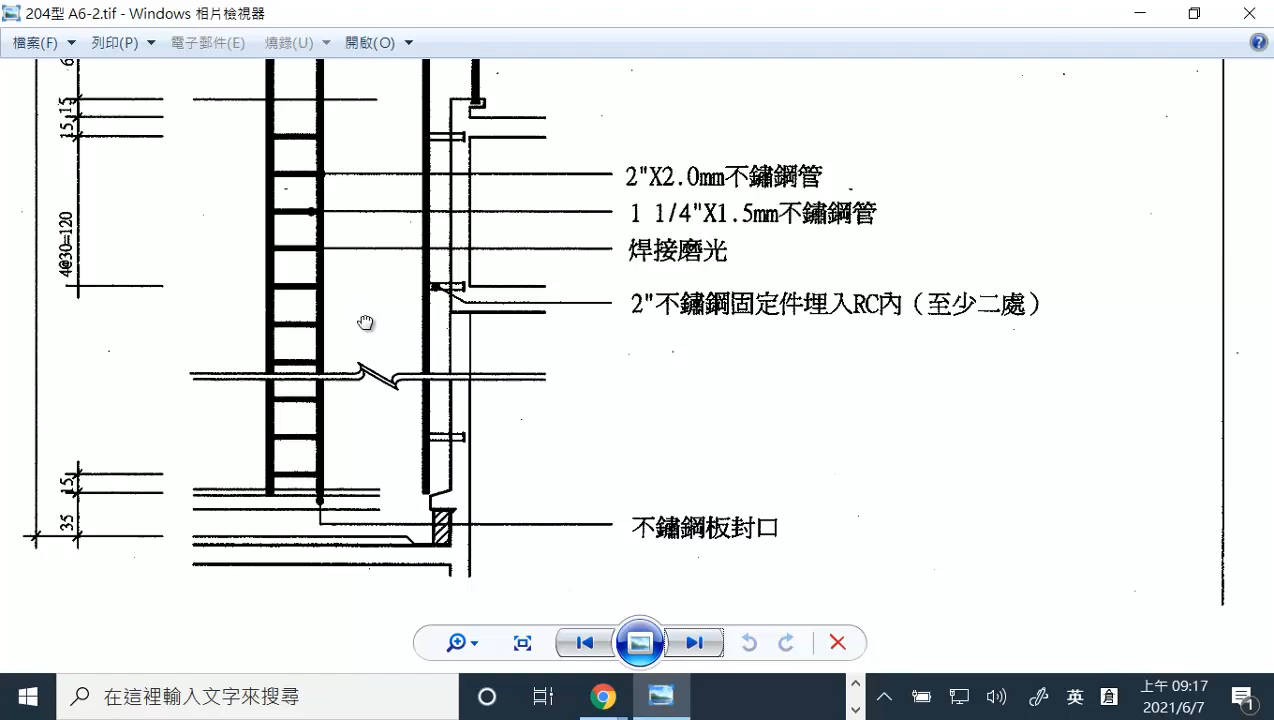 204型 A6-2.tif - Windows 相片檢視器
檔案(F) 列印(P) 電子郵件(E) 燒錄(U) 開啟(O)
15
15
4@30=120
15
35
2"X2.0mm不鏽鋼管
1 1/4"X1.5mm不鏽鋼管
焊接磨光
2"不鏽鋼固定件埋入RC內（至少二處）
不鏽鋼板封口
在這裡輸入文字來搜尋
英
上午 09:17
2021/6/7
1